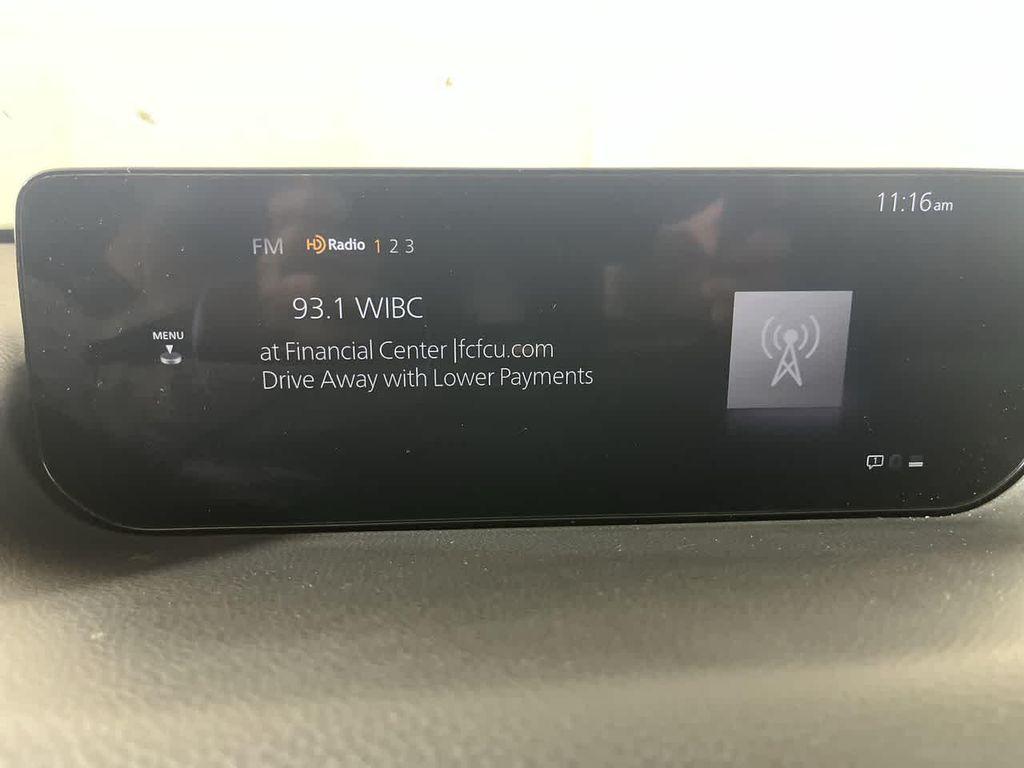 11:16am
FM HD Radio 1 2 3
93.1 WIBC
MENU
at Financial Center |fcfcu.com
Drive Away with Lower Payments
1